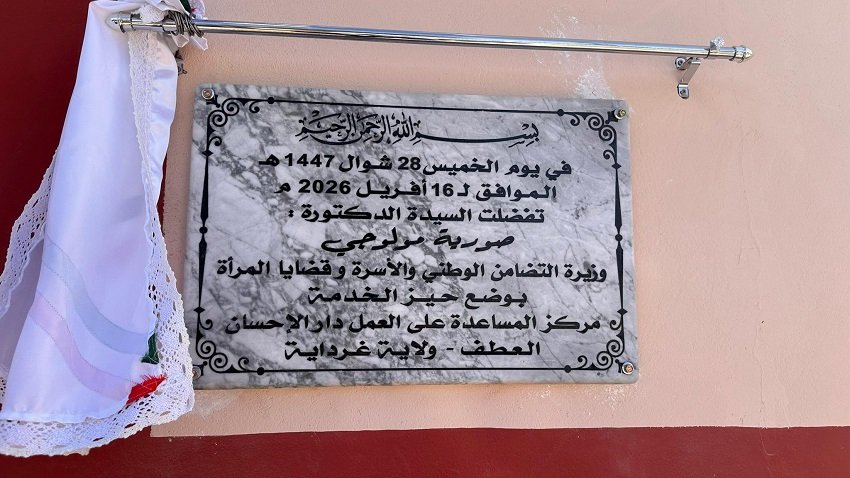 بسم الله الرحمن الرحيم
في يوم الخميس 28 شوال 1447 هـ
الموافق لـ 16 أفريل 2026 م
تفضلت السيدة الدكتورة :
صورية مولوجي
وزيرة التضامن الوطني والأسرة و قضايا المرأة
بوضع حيز الخدمة
مركز المساعدة على العمل دار الإحسان
العطف - ولاية غرداية